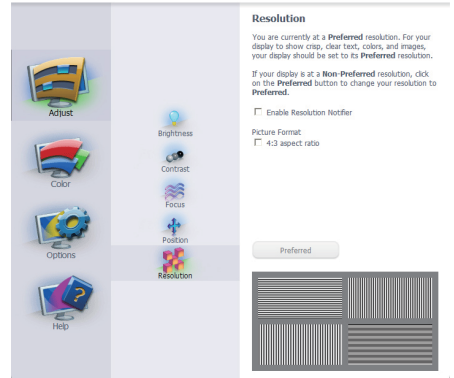 Adjust
Color
Options
Help
Brightness
Contrast
Focus
Position
Resolution
Resolution
You are currently at a Preferred resolution. For your
display to show crisp, clear text, colors, and images,
your display should be set to its Preferred resolution.
If your display is at a Non-Preferred resolution, click
on the Preferred button to change your resolution to
Preferred.
Enable Resolution Notifier
Picture Format
4:3 aspect ratio
Preferred